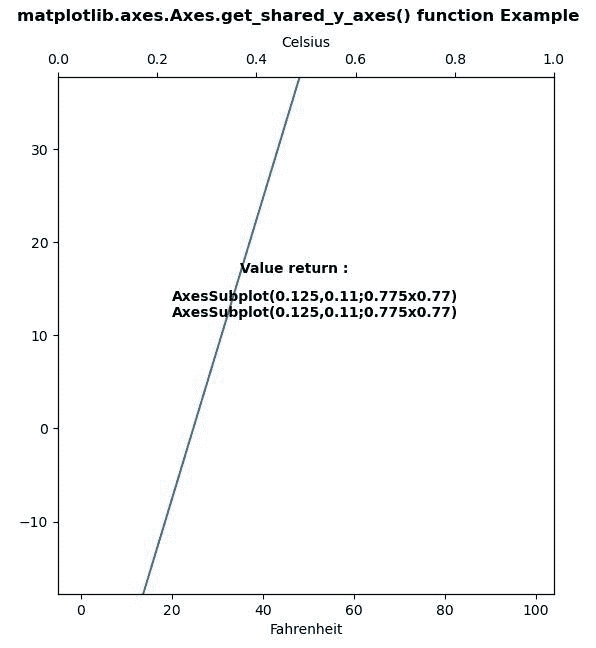 matplotlib.axes.Axes.get_shared_y_axes() function Example
Celsius
0.0 0.2 0.4 0.6 0.8 1.0
30
20
Value return :
AxesSubplot(0.125,0.11;0.775x0.77)
AxesSubplot(0.125,0.11;0.775x0.77)
10
0
−10
0 20 40 60 80 100
Fahrenheit